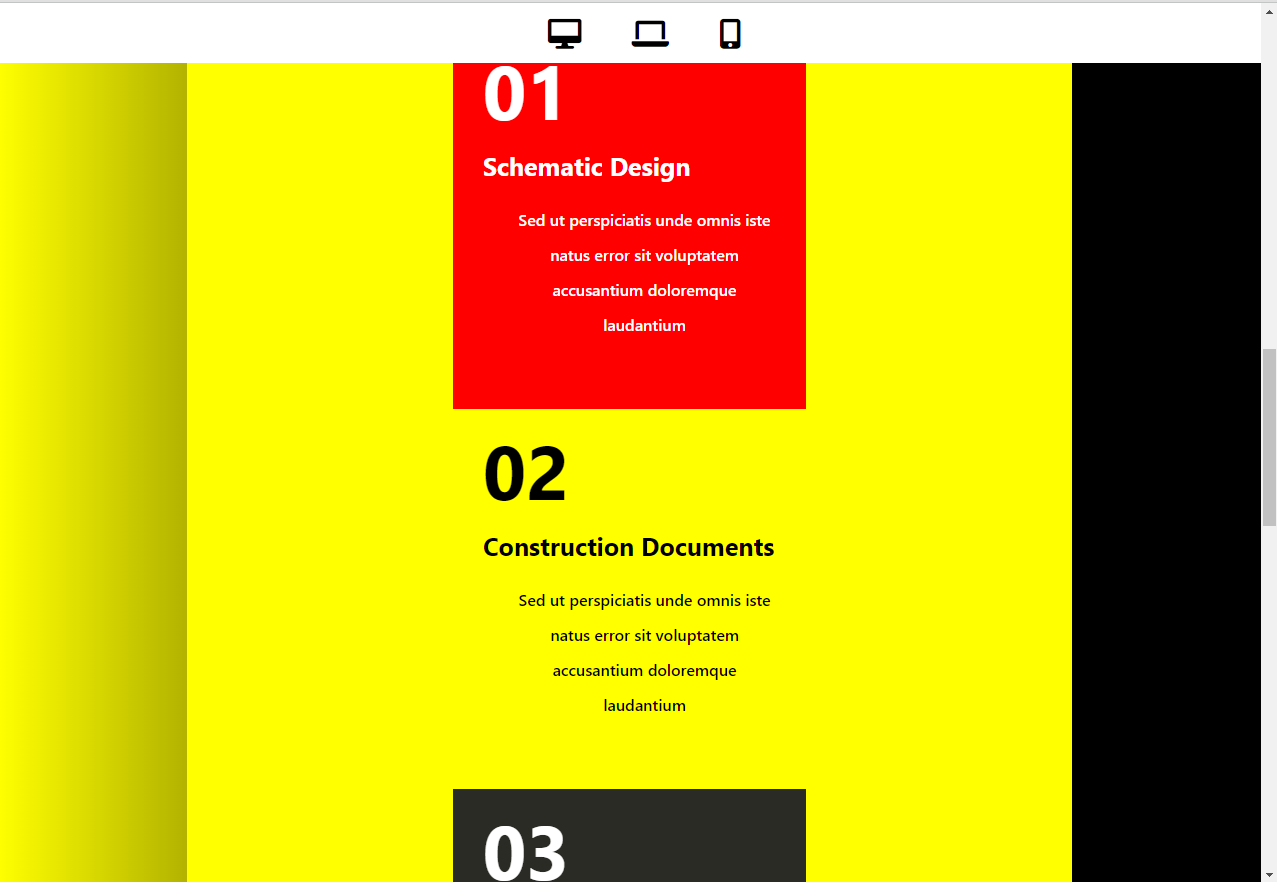 01
Schematic Design
Sed ut perspiciatis unde omnis iste
natus error sit voluptatem
accusantium doloremque
laudantium
02
Construction Documents
Sed ut perspiciatis unde omnis iste
natus error sit voluptatem
accusantium doloremque
laudantium
03